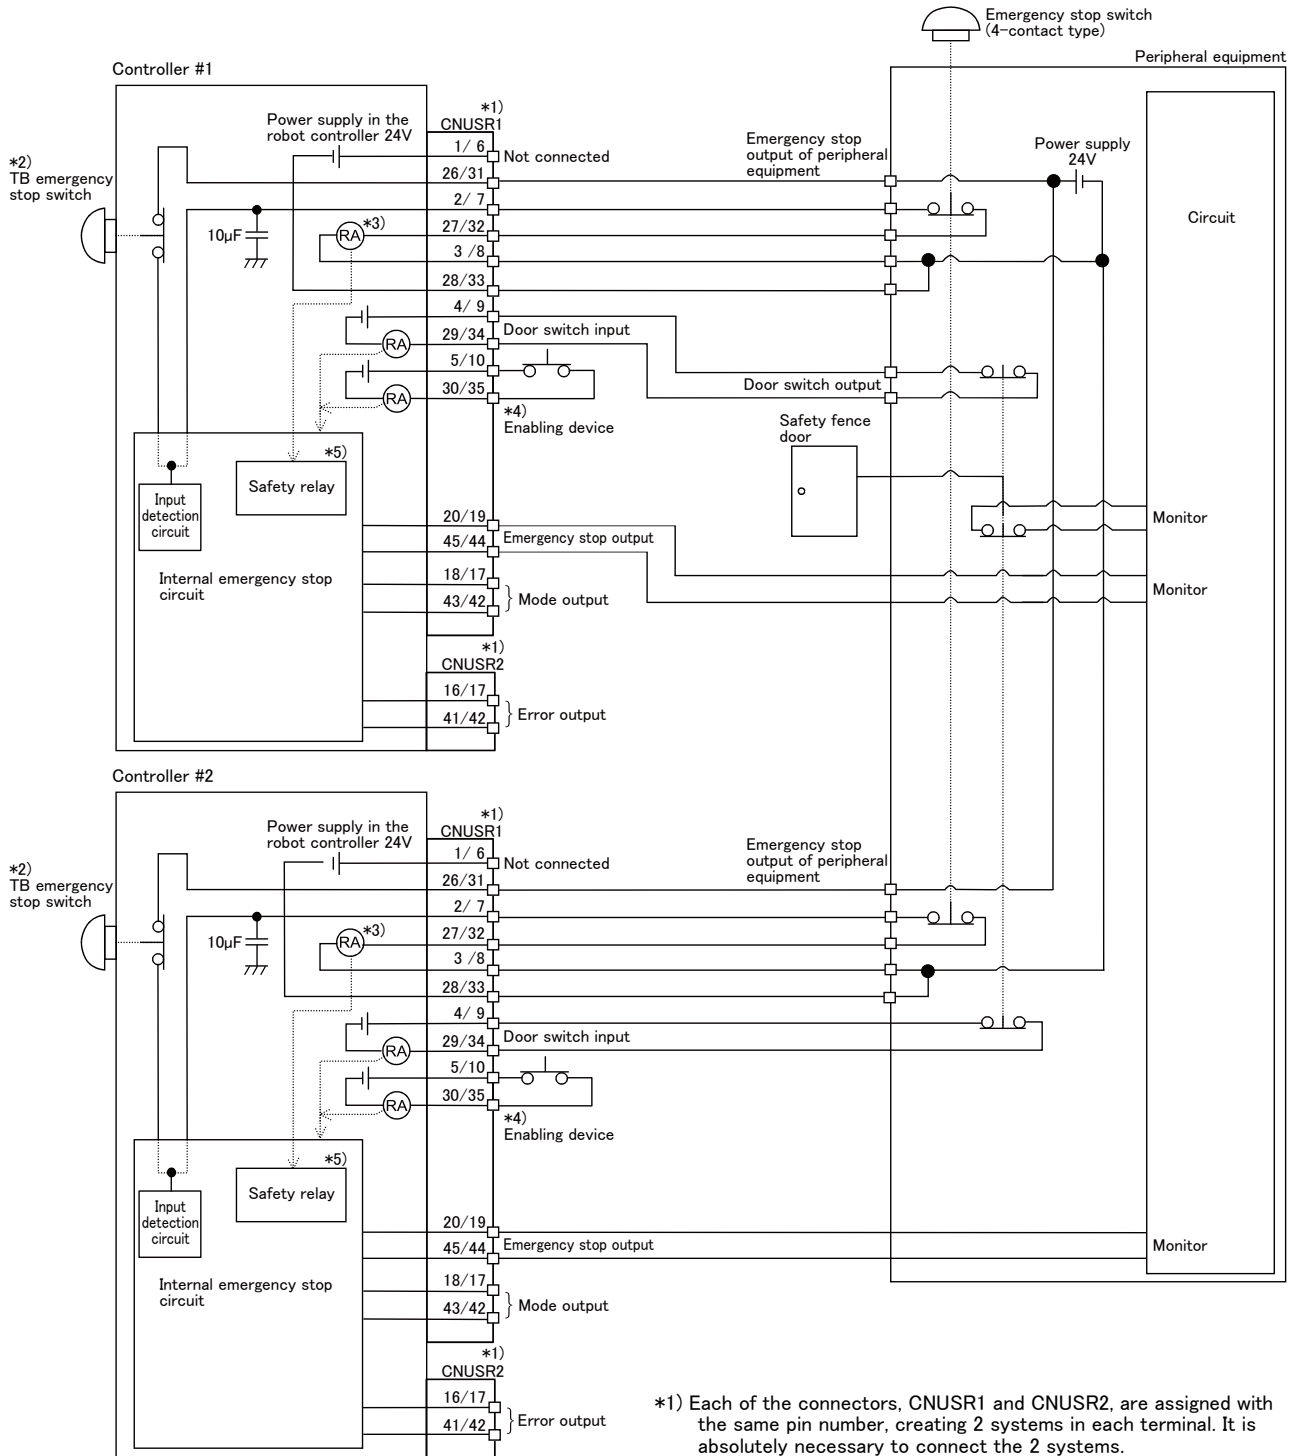 Emergency stop switch
(4-contact type)
Peripheral equipment
Controller #1
*1)
CNUSR1
Power supply in the
robot controller 24V
*2)
TB emergency
stop switch
1/ 6
Not connected
26/31
2/ 7
10μF
RA
*3)
27/32
3 /8
28/33
4/ 9
RA
29/34
Door switch input
5/10
RA
30/35
*4)
Enabling device
Emergency stop
output of peripheral
equipment
Power supply
24V
Circuit
Door switch output
Safety fence
door
*5)
Safety relay
Input
detection
circuit
Internal emergency stop
circuit
20/19
45/44
Emergency stop output
18/17
43/42
Mode output
Monitor
Monitor
*1)
CNUSR2
16/17
41/42
Error output
Controller #2
*1)
CNUSR1
Power supply in the
robot controller 24V
*2)
TB emergency
stop switch
1/ 6
Not connected
26/31
2/ 7
10μF
RA
*3)
27/32
3 /8
28/33
4/ 9
RA
29/34
Door switch input
5/10
RA
30/35
*4)
Enabling device
Emergency stop
output of peripheral
equipment
*5)
Safety relay
Input
detection
circuit
Internal emergency stop
circuit
20/19
45/44
Emergency stop output
Monitor
18/17
43/42
Mode output
*1)
CNUSR2
16/17
41/42
Error output
*1) Each of the connectors, CNUSR1 and CNUSR2, are assigned with
the same pin number, creating 2 systems in each terminal. It is
absolutely necessary to connect the 2 systems.